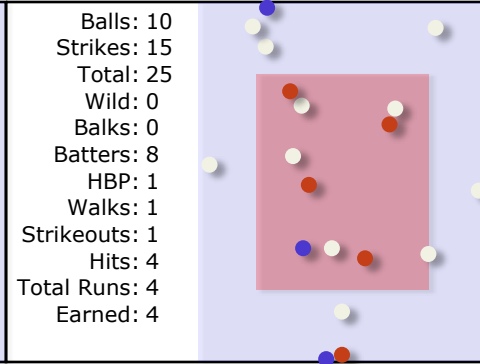 Balls: 10
Strikes: 15
Total: 25
Wild: 0
Balks: 0
Batters: 8
HBP: 1
Walks: 1
Strikeouts: 1
Hits: 4
Total Runs: 4
Earned: 4